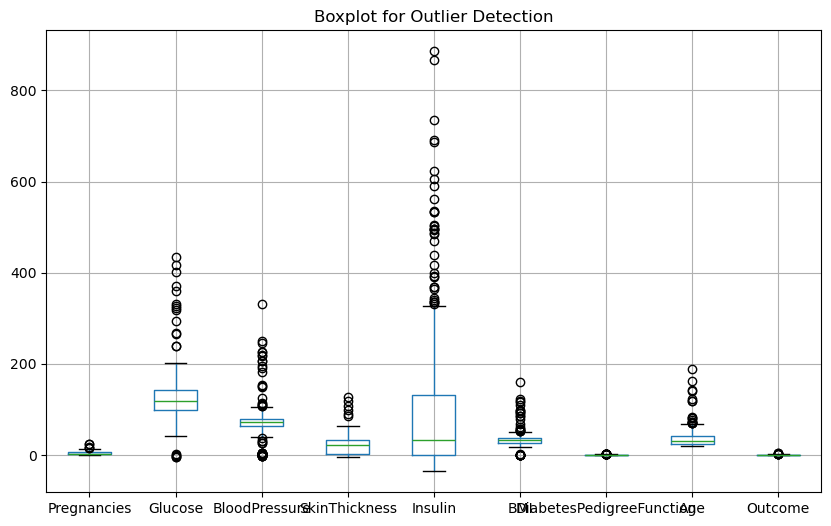 Boxplot for Outlier Detection
800
600
400
200
0
Pregnancies Glucose BloodPressure SkinThickness Insulin BMI DiabetesPedigreeFunction Age Outcome